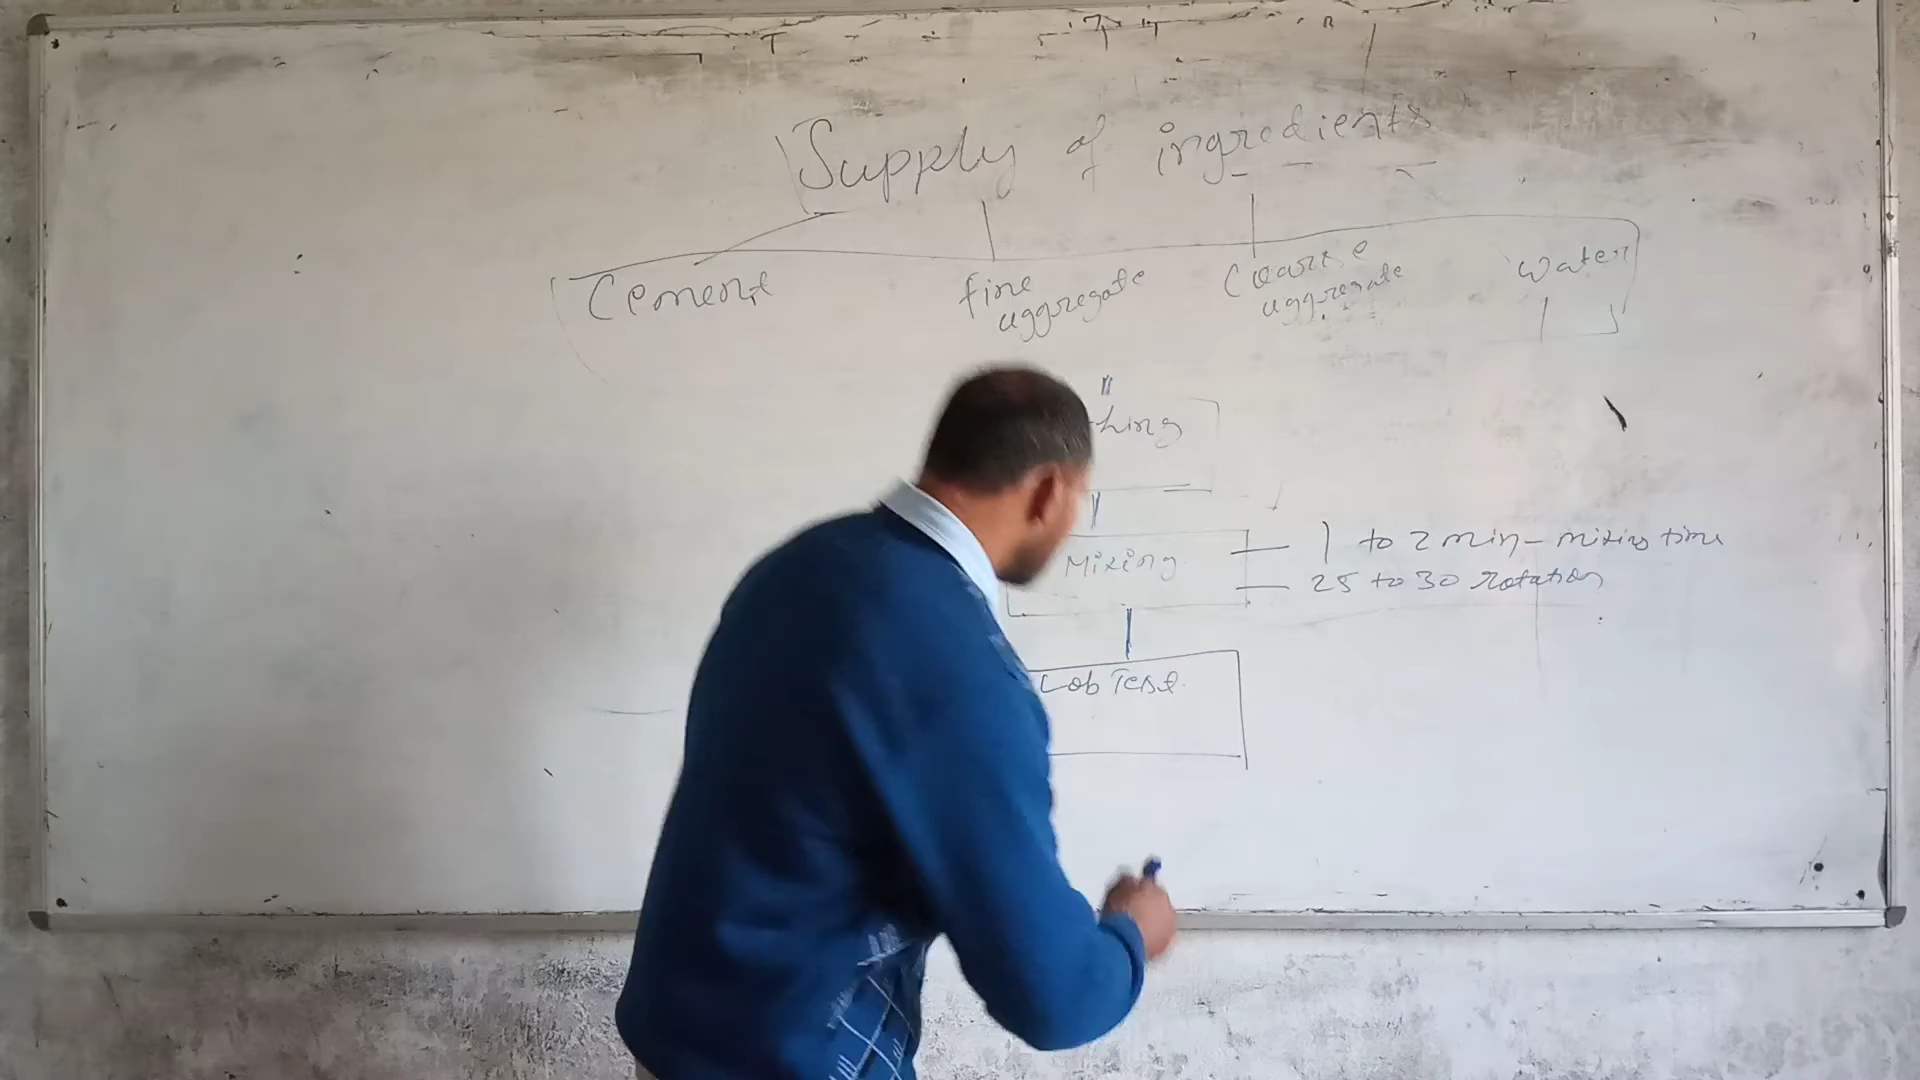 Supply of ingredients
Cement
fine
aggregate
Coarse
aggregate
water
Mixing
1 to 2 min - mixing time
25 to 30 rotation
Lab Test